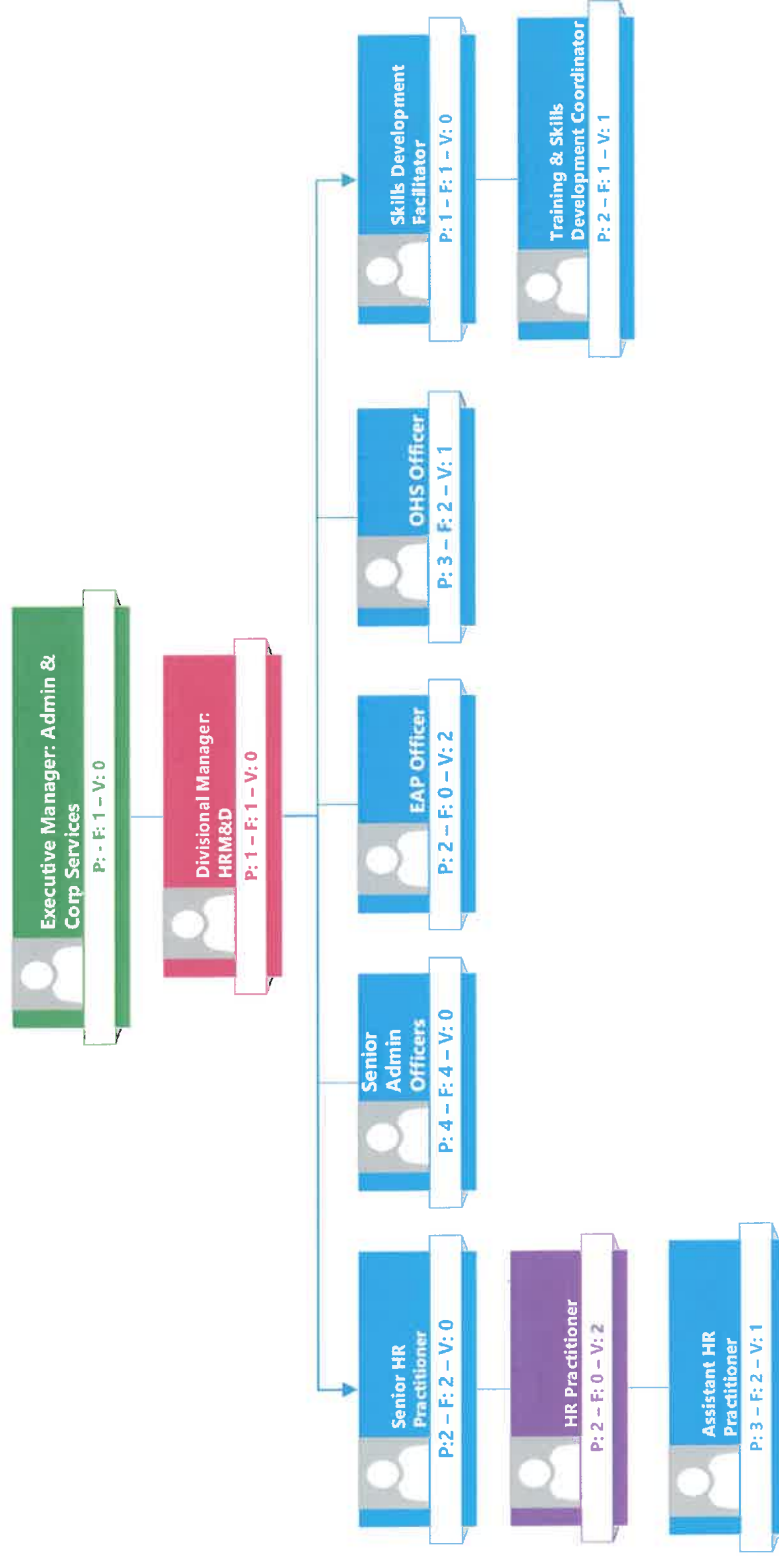 Executive Manager: Admin &
Corp Services
P: - F: 1 – V: 0
Divisional Manager:
HRM&D
P: 1 – F: 1 – V: 0
Senior HR
Practitioner
P:2 – F: 2 – V: 0
Senior
Admin
Officers
P: 4 – F: 4 – V: 0
EAP Officer
P: 2 – F: 0 – V: 2
OHS Officer
P: 3 – F: 2 – V: 1
Skills Development
Facilitator
P: 1 – F: 1 – V: 0
HR Practitioner
P: 2 – F: 0 – V: 2
Training & Skills
Development Coordinator
P: 2 – F: 1 – V: 1
Assistant HR
Practitioner
P: 3 – F: 2 – V: 1